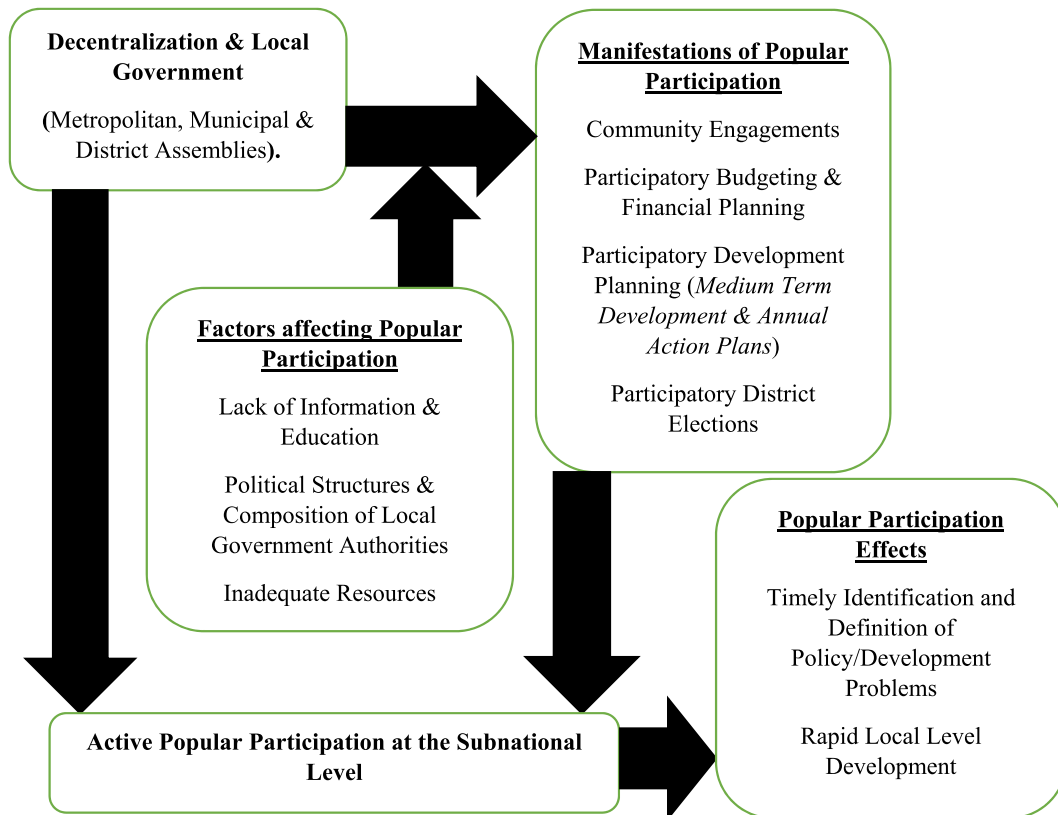 Decentralization & Local
Government
(Metropolitan, Municipal &
District Assemblies).
Manifestations of Popular
Participation
Community Engagements
Participatory Budgeting &
Financial Planning
Participatory Development
Planning (Medium Term
Development & Annual
Action Plans)
Participatory District
Elections
Factors affecting Popular
Participation
Lack of Information &
Education
Political Structures &
Composition of Local
Government Authorities
Inadequate Resources
Popular Participation
Effects
Timely Identification and
Definition of
Policy/Development
Problems
Rapid Local Level
Development
Active Popular Participation at the Subnational
Level